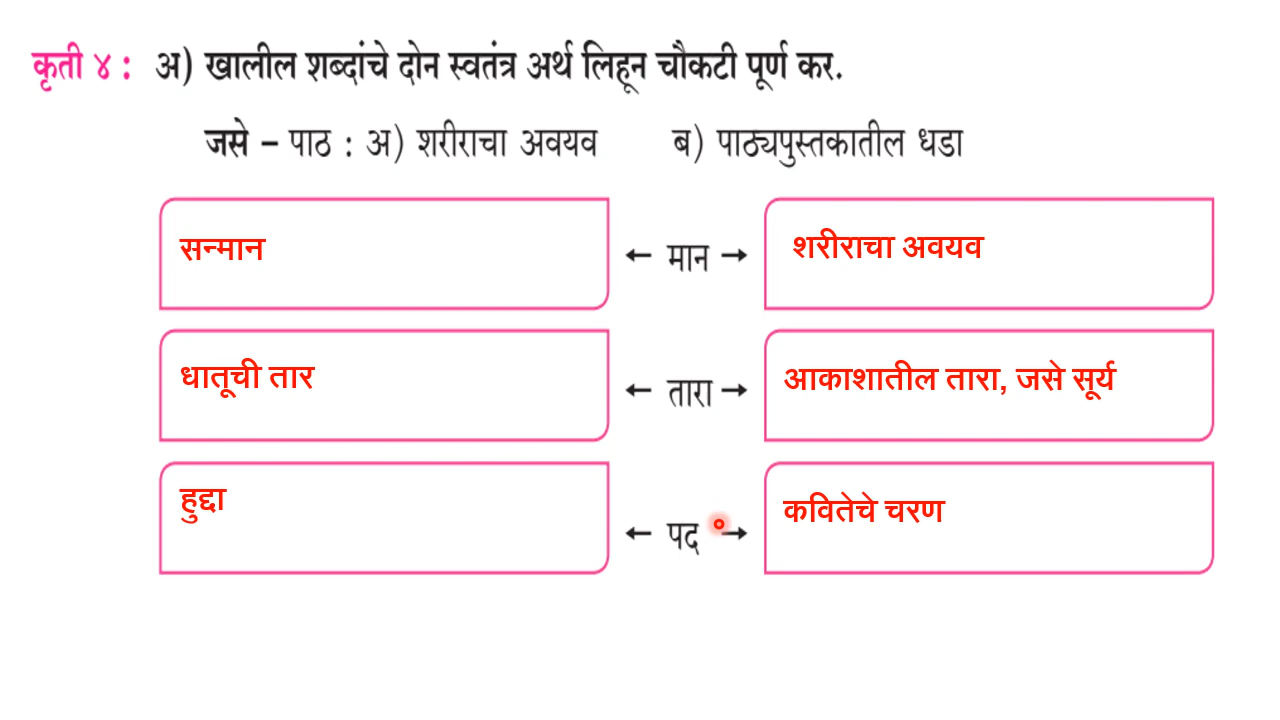 कृती ४ : अ) खालील शब्दांचे दोन स्वतंत्र अर्थ लिहून चौकटी पूर्ण कर.
जसे – पाठ : अ) शरीराचा अवयव ब) पाठ्यपुस्तकातील धडा
सन्मान ← मान → शरीराचा अवयव
धातूची तार ← तारा → आकाशातील तारा, जसे सूर्य
हुद्दा ← पद → कवितेचे चरण